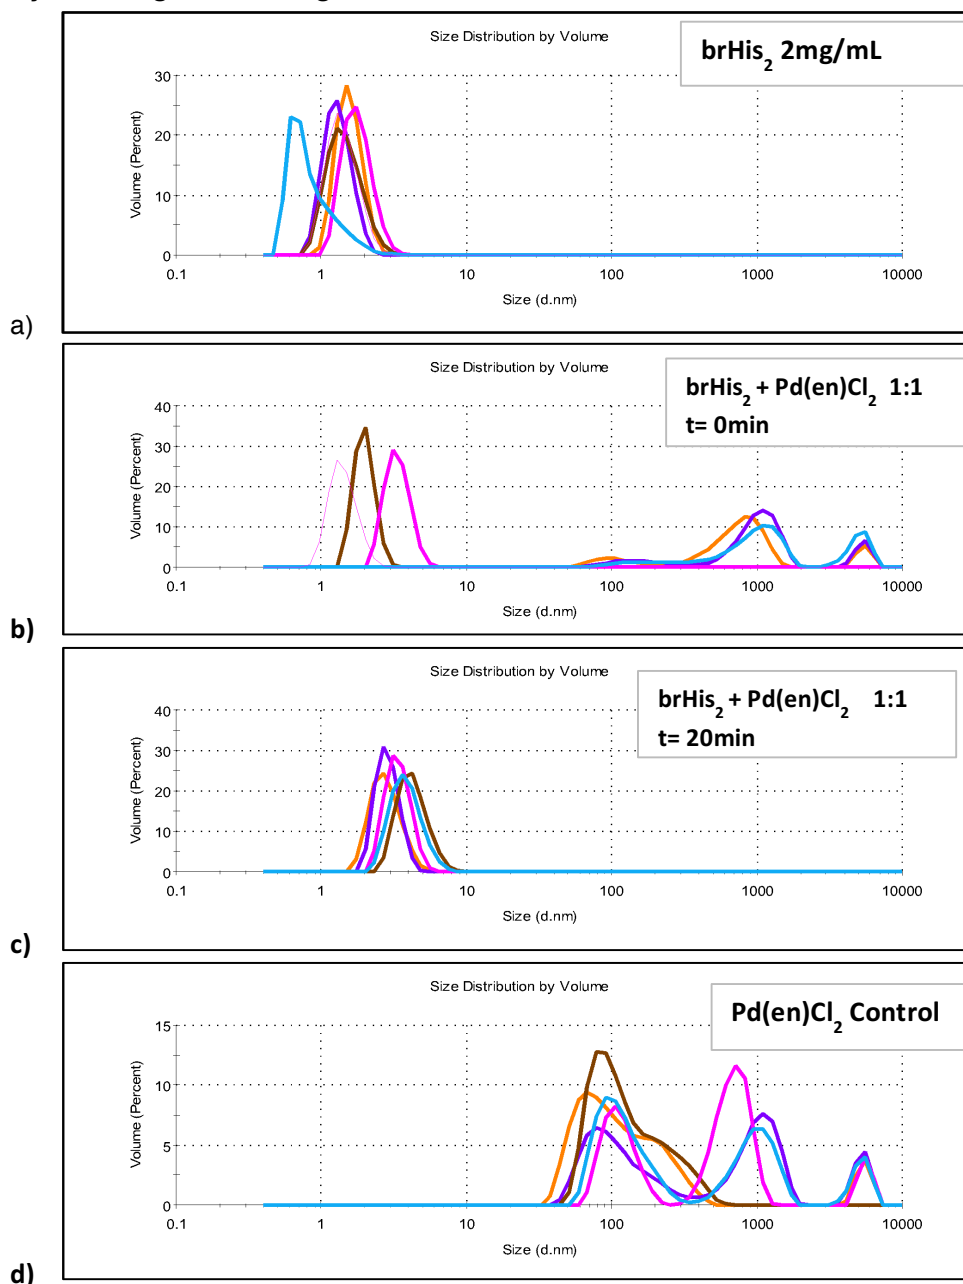 Size Distribution by Volume
brHis₂ 2mg/mL
30
20
10
0
Volume (Percent)
0.1 1 10 100 1000 10000
Size (d.nm)
a)
Size Distribution by Volume
brHis₂ + Pd(en)Cl₂ 1:1
t= 0min
40
30
20
10
0
Volume (Percent)
0.1 1 10 100 1000 10000
Size (d.nm)
b)
Size Distribution by Volume
brHis₂ + Pd(en)Cl₂ 1:1
t= 20min
40
30
20
10
0
Volume (Percent)
0.1 1 10 100 1000 10000
Size (d.nm)
c)
Size Distribution by Volume
Pd(en)Cl₂ Control
15
10
5
0
Volume (Percent)
0.1 1 10 100 1000 10000
Size (d.nm)
d)